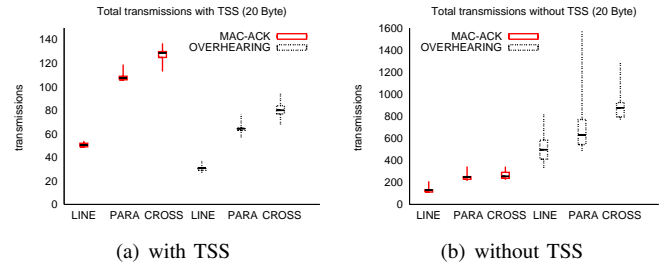 Total transmissions with TSS (20 Byte)
MAC-ACK
OVERHEARING
transmissions
140
120
100
80
60
40
20
0
LINE PARA CROSS LINE PARA CROSS
(a) with TSS
Total transmissions without TSS (20 Byte)
MAC-ACK
OVERHEARING
transmissions
1600
1400
1200
1000
800
600
400
200
0
LINE PARA CROSS LINE PARA CROSS
(b) without TSS